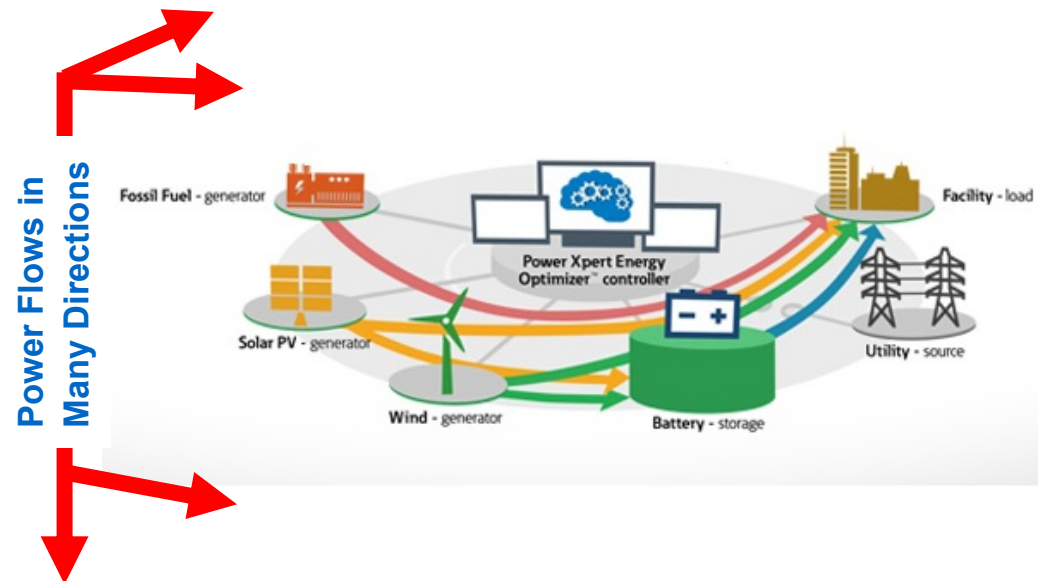 Power Flows in
Many Directions
Fossil Fuel - generator
Facility - load
Power Xpert Energy
Optimizer™ controller
Solar PV - generator
Utility - source
Wind - generator
Battery - storage